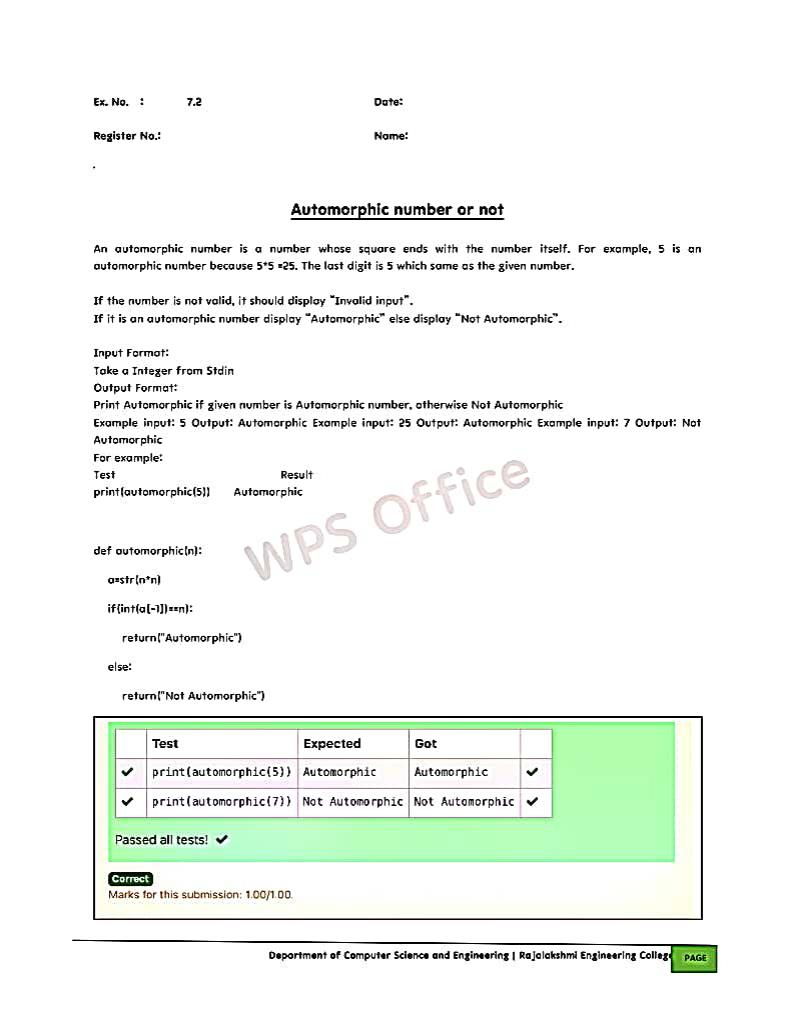 Ex. No. : 7.2 Date:
Register No.: Name:
.
Automorphic number or not
An automorphic number is a number whose square ends with the number itself. For example, 5 is an
automorphic number because 5*5 =25. The last digit is 5 which same as the given number.
If the number is not valid, it should display “Invalid input”.
If it is an automorphic number display “Automorphic” else display “Not Automorphic”.
Input Format:
Take a Integer from Stdin
Output Format:
Print Automorphic if given number is Automorphic number, otherwise Not Automorphic
Example input: 5 Output: Automorphic Example input: 25 Output: Automorphic Example input: 7 Output: Not
Automorphic
For example:
Test Result
print(automorphic(5)) Automorphic
WPS Office
def automorphic(n):
a=str(n*n)
if(int(a[-1])==n):
return("Automorphic")
else:
return("Not Automorphic")
Test Expected Got
print(automorphic(5)) Automorphic Automorphic
print(automorphic(7)) Not Automorphic Not Automorphic
Passed all tests!
Correct
Marks for this submission: 1.00/1.00.
Department of Computer Science and Engineering | Rajalakshmi Engineering College PAGE